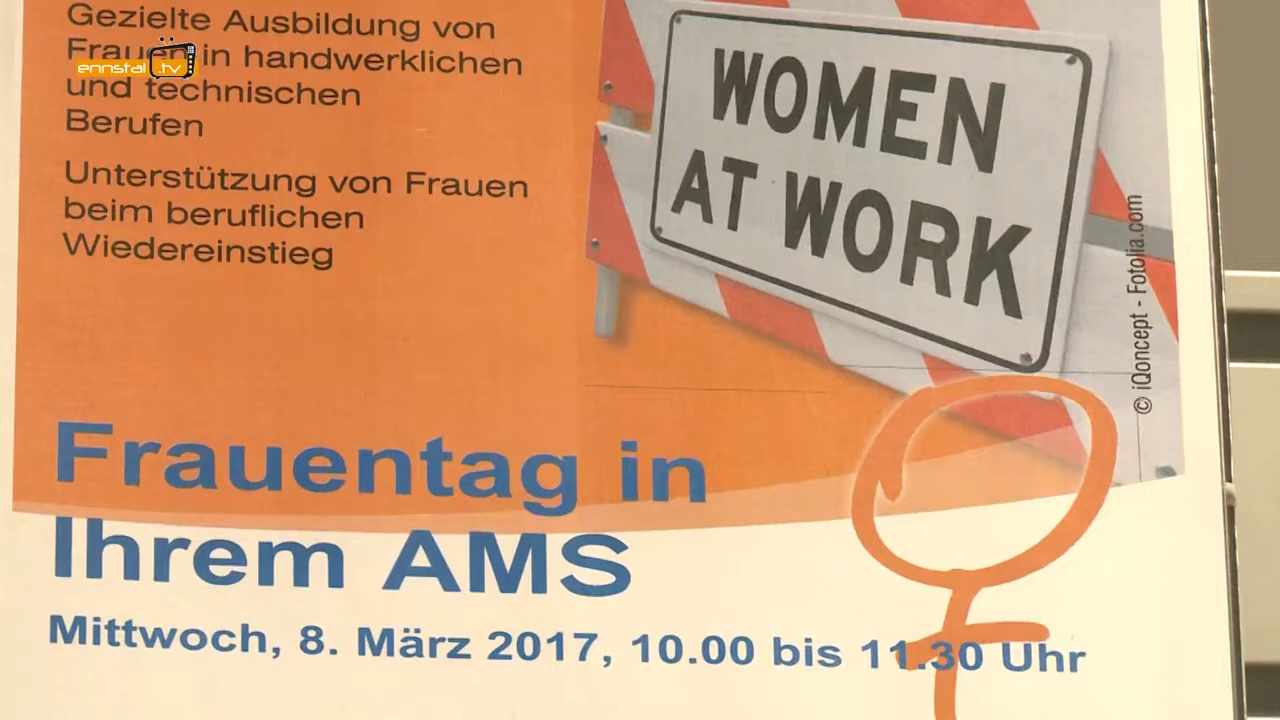 Gezielte Ausbildung von
Frauen in handwerklichen
und technischen
Berufen
Unterstützung von Frauen
beim beruflichen
Wiedereinstieg
ennstal.tv
WOMEN
AT WORK
© iQoncept - Fotolia.com
Frauentag in
Ihrem AMS
Mittwoch, 8. März 2017, 10.00 bis 11.30 Uhr